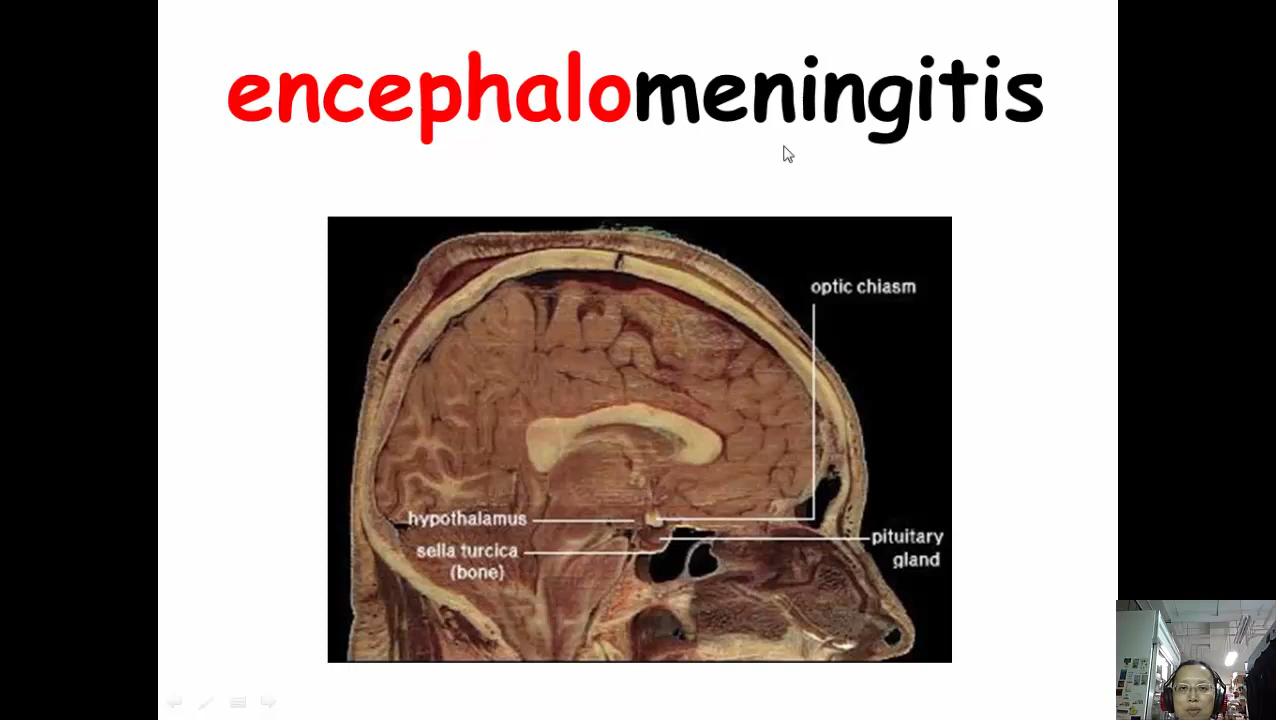 encephalomeningitis
optic chiasm
hypothalamus
sella turcica
(bone)
pituitary
gland